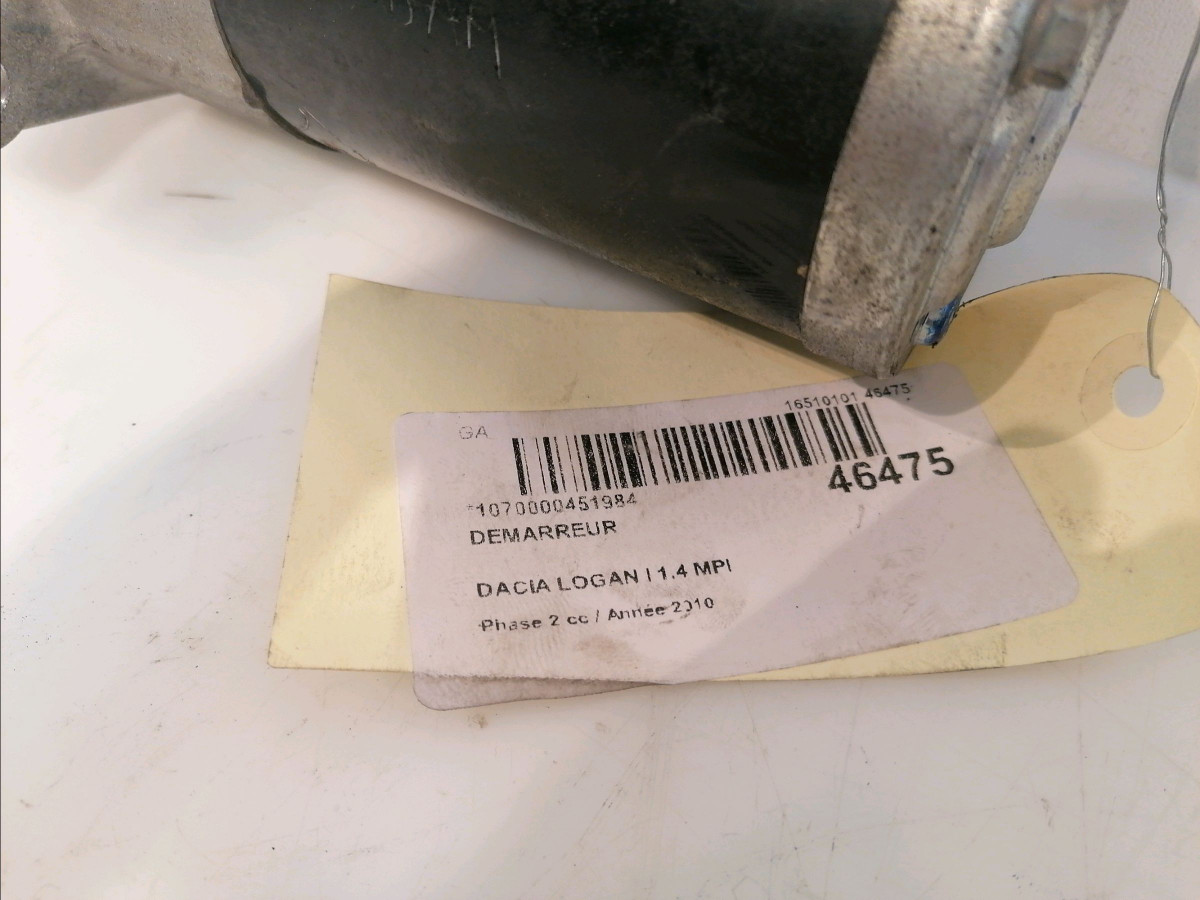 16510101 46475
GA
46475
*1070000451984
DEMARREUR
DACIA LOGAN I 1.4 MPI
Phase 2 cc / Année 2010